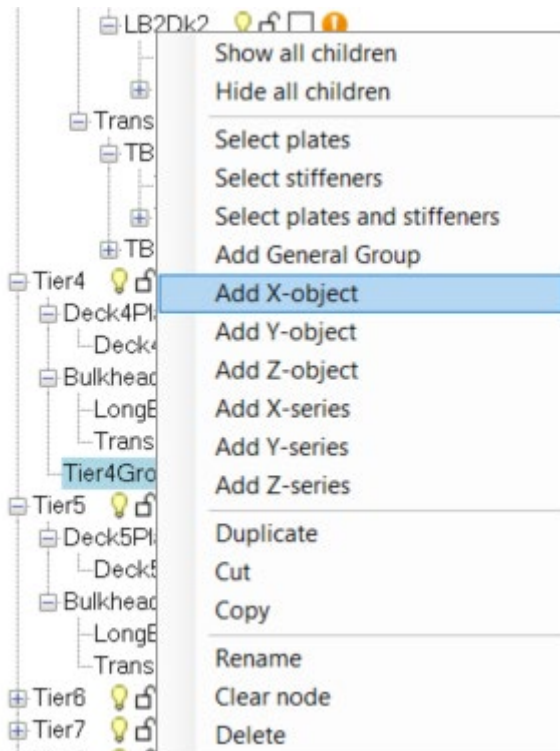 LB2Dk2
Show all children
Hide all children
Trans
Select plates
TB
Select stiffeners
Select plates and stiffeners
TB
Add General Group
Tier4
Add X-object
Deck4Pl
Add Y-object
Deck4
Add Z-object
Bulkhead
Add X-series
LongB
Add Y-series
Trans
Tier4Gro
Add Z-series
Tier5
Duplicate
Deck5Pl
Deck5
Cut
Bulkhead
Copy
LongB
Trans
Rename
Tier6
Clear node
Tier7
Delete